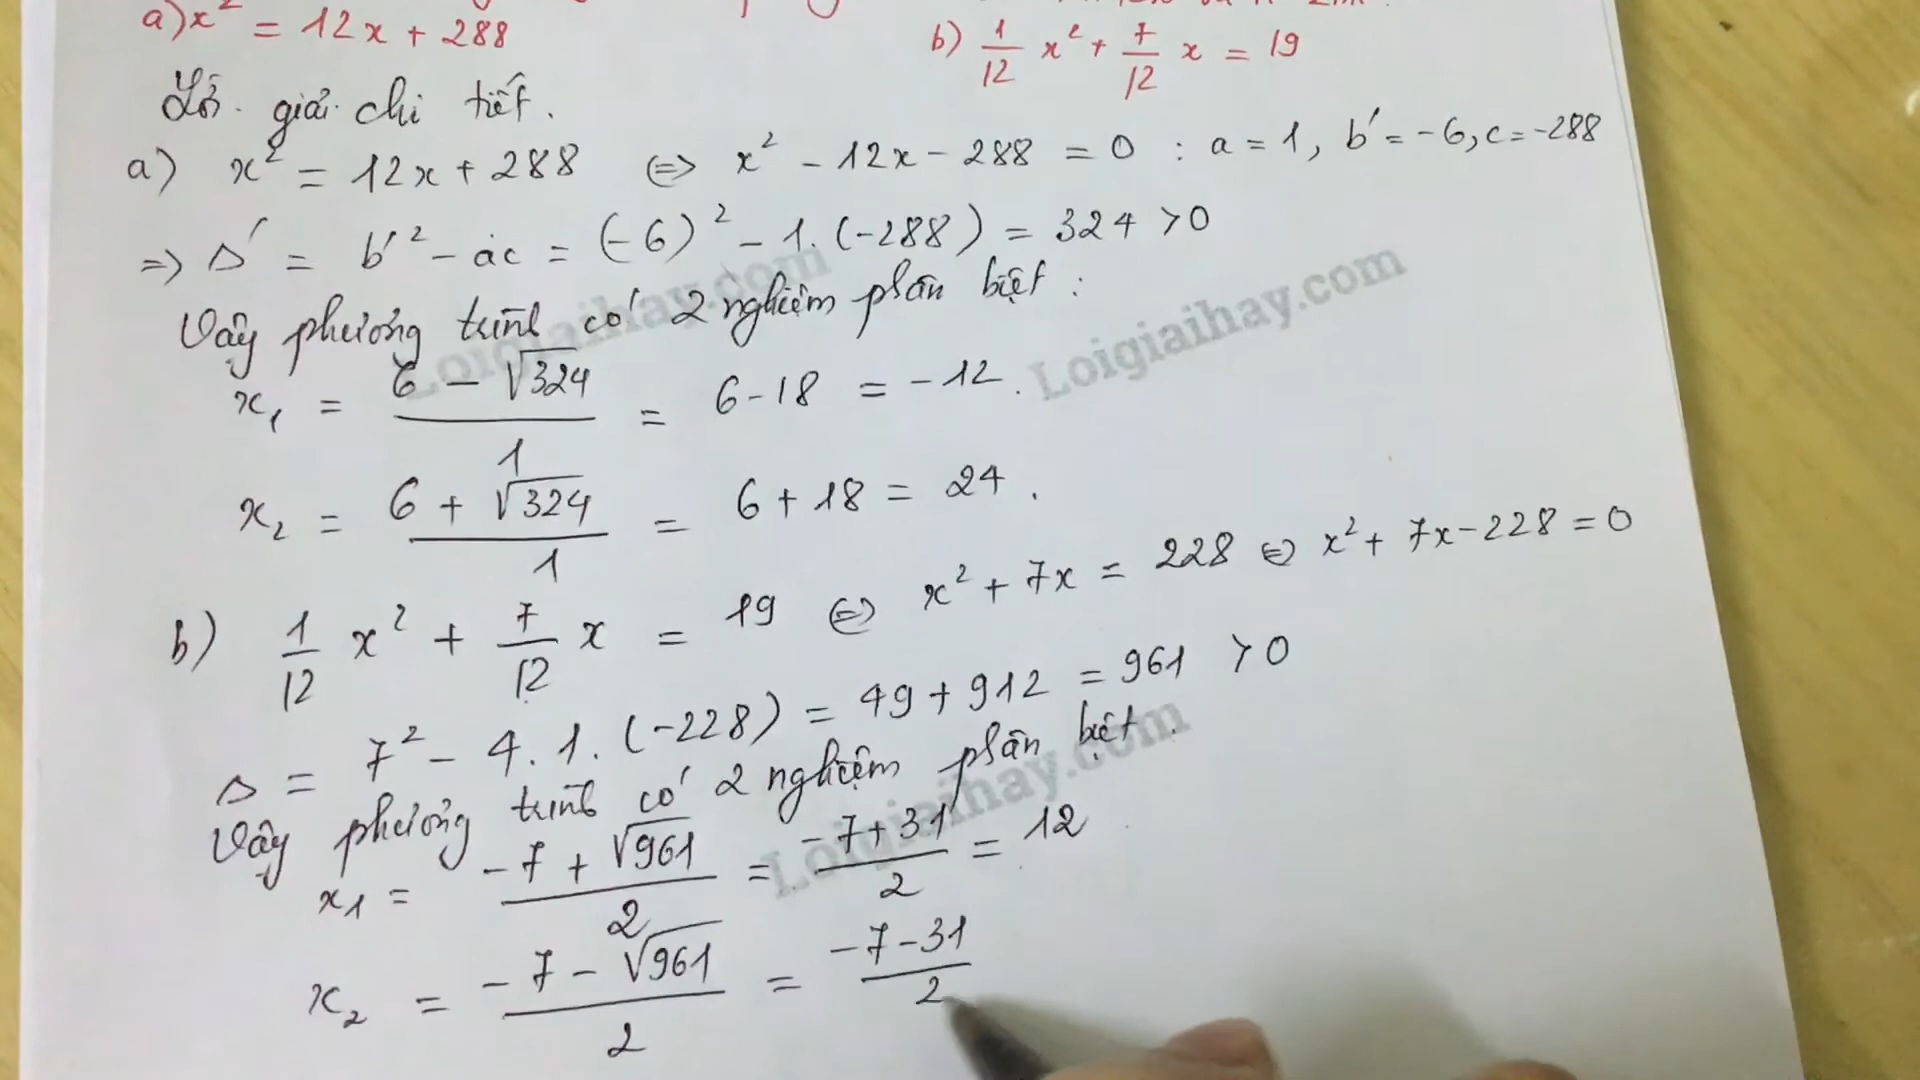 a) x² = 12x + 288
b) 1/12 x² + 7/12 x = 19
Lời giải chi tiết.
a) x² = 12x + 288 ⇔ x² - 12x - 288 = 0 : a = 1, b' = -6, c = -288
=> Δ' = b'² - ac = (-6)² - 1.(-288) = 324 > 0
Vậy phương trình có 2 nghiệm phân biệt :
x₁ = (6 - √324)/1 = 6 - 18 = -12.
x₂ = (6 + √324)/1 = 6 + 18 = 24.
b) 1/12 x² + 7/12 x = 19 ⇔ x² + 7x = 228 ⇔ x² + 7x - 228 = 0
Δ = 7² - 4.1.(-228) = 49 + 912 = 961 > 0
Vậy phương trình có 2 nghiệm phân biệt.
x₁ = (-7 + √961)/2 = (-7 + 31)/2 = 12
x₂ = (-7 - √961)/2 = (-7 - 31)/2
Loigiaihay.com
Loigiaihay.com
Loigiaihay.com